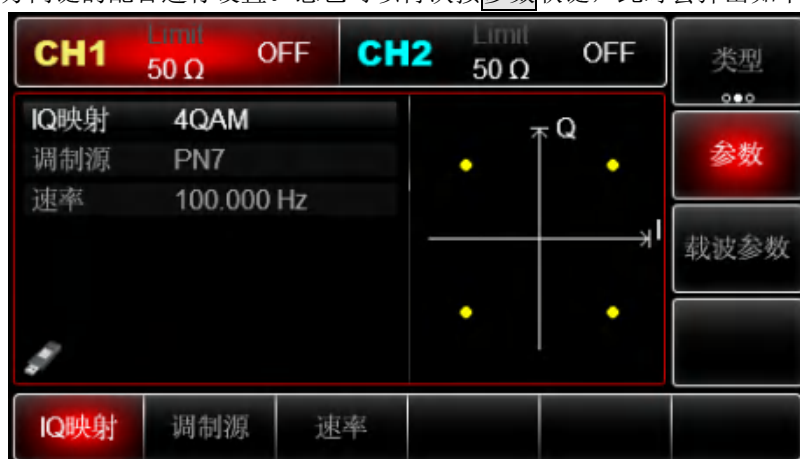 CH1 Limit 50 Ω OFF
CH2 Limit 50 Ω OFF
类型
IQ映射 4QAM
调制源 PN7
速率 100.000 Hz
Q
I
参数
载波参数
IQ映射 调制源 速率